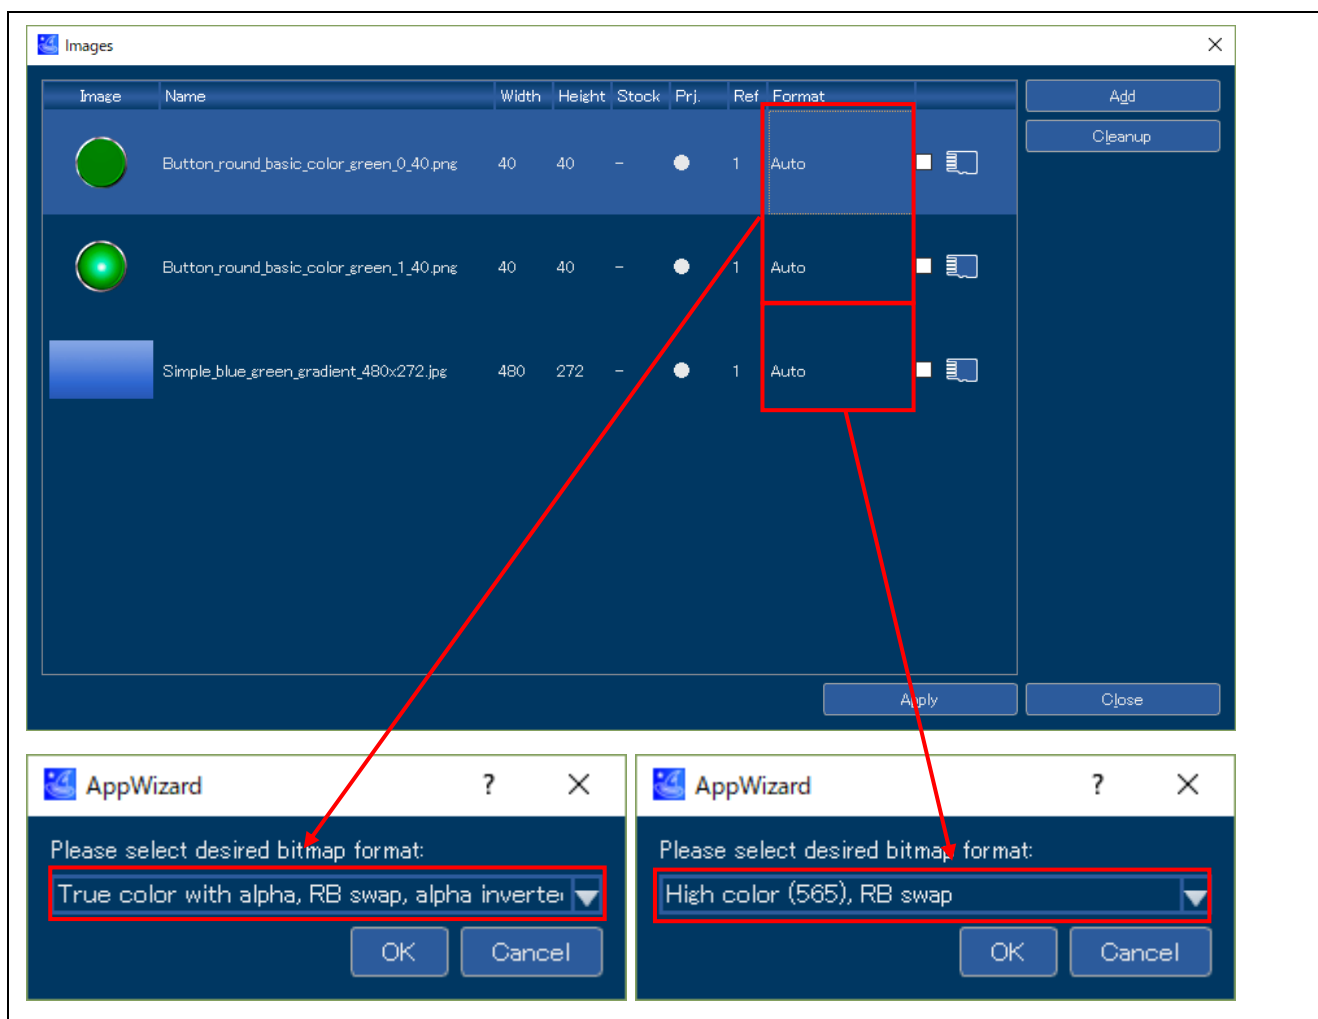 Images
Image Name Width Height Stock Prj. Ref Format
Add
Cleanup
Button_round_basic_color_green_0_40.png 40 40 - 1 Auto
Button_round_basic_color_green_1_40.png 40 40 - 1 Auto
Simple_blue_green_gradient_480x272.jpg 480 272 - 1 Auto
Apply Close
AppWizard ?
Please select desired bitmap format:
True color with alpha, RB swap, alpha
OK Cancel
AppWizard ?
Please select desired bitmap format:
High color (565), RB swap
OK Cancel